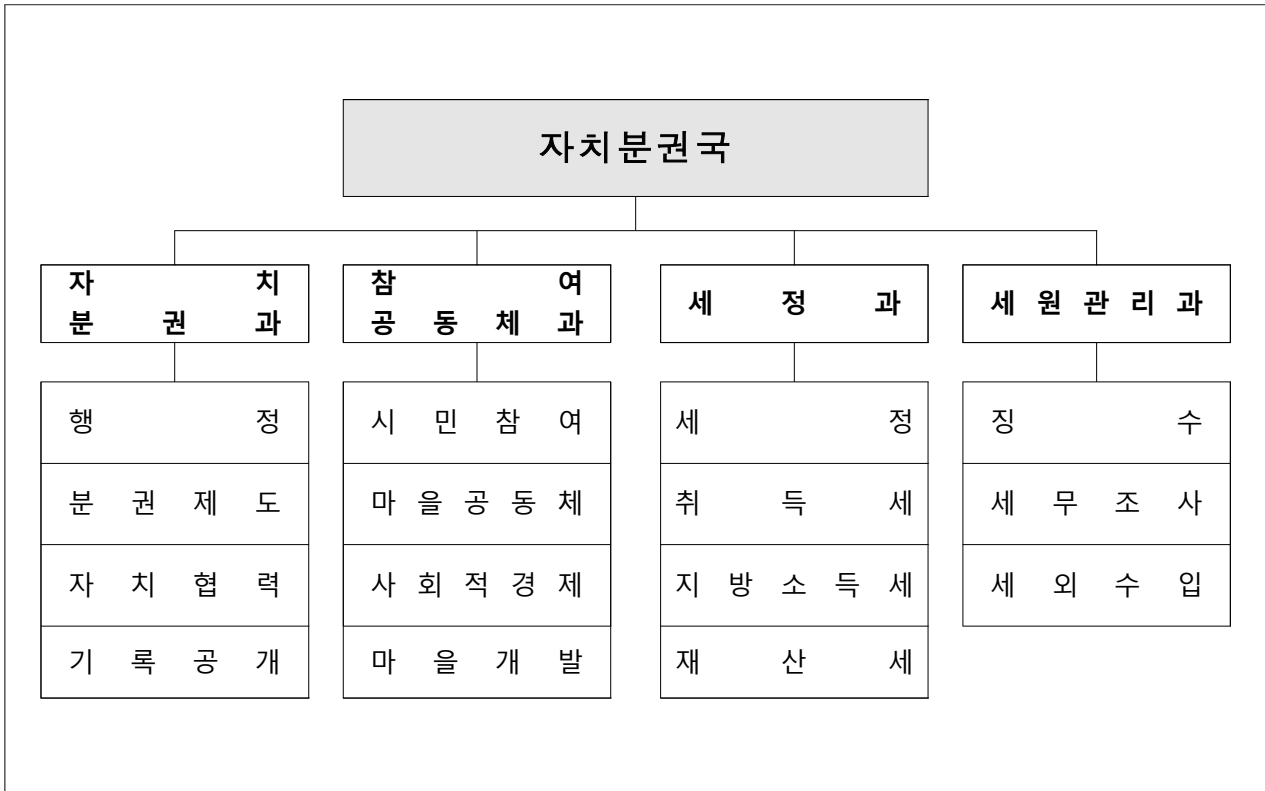 자치분권국
자치
분권과
참여
공동체과
세정과
세원관리과
행정
분권제도
자치협력
기록공개
시민참여
마을공동체
사회적경제
마을개발
세정
취득세
지방소득세
재산세
징수
세무조사
세외수입